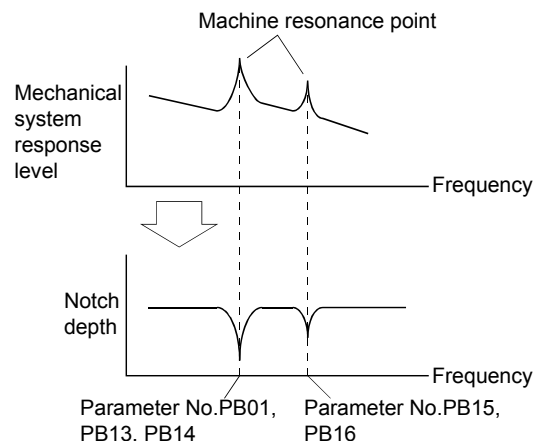 Machine resonance point
Mechanical
system
response
level
Frequency
Notch
depth
Frequency
Parameter No.PB01,
PB13, PB14
Parameter No.PB15,
PB16